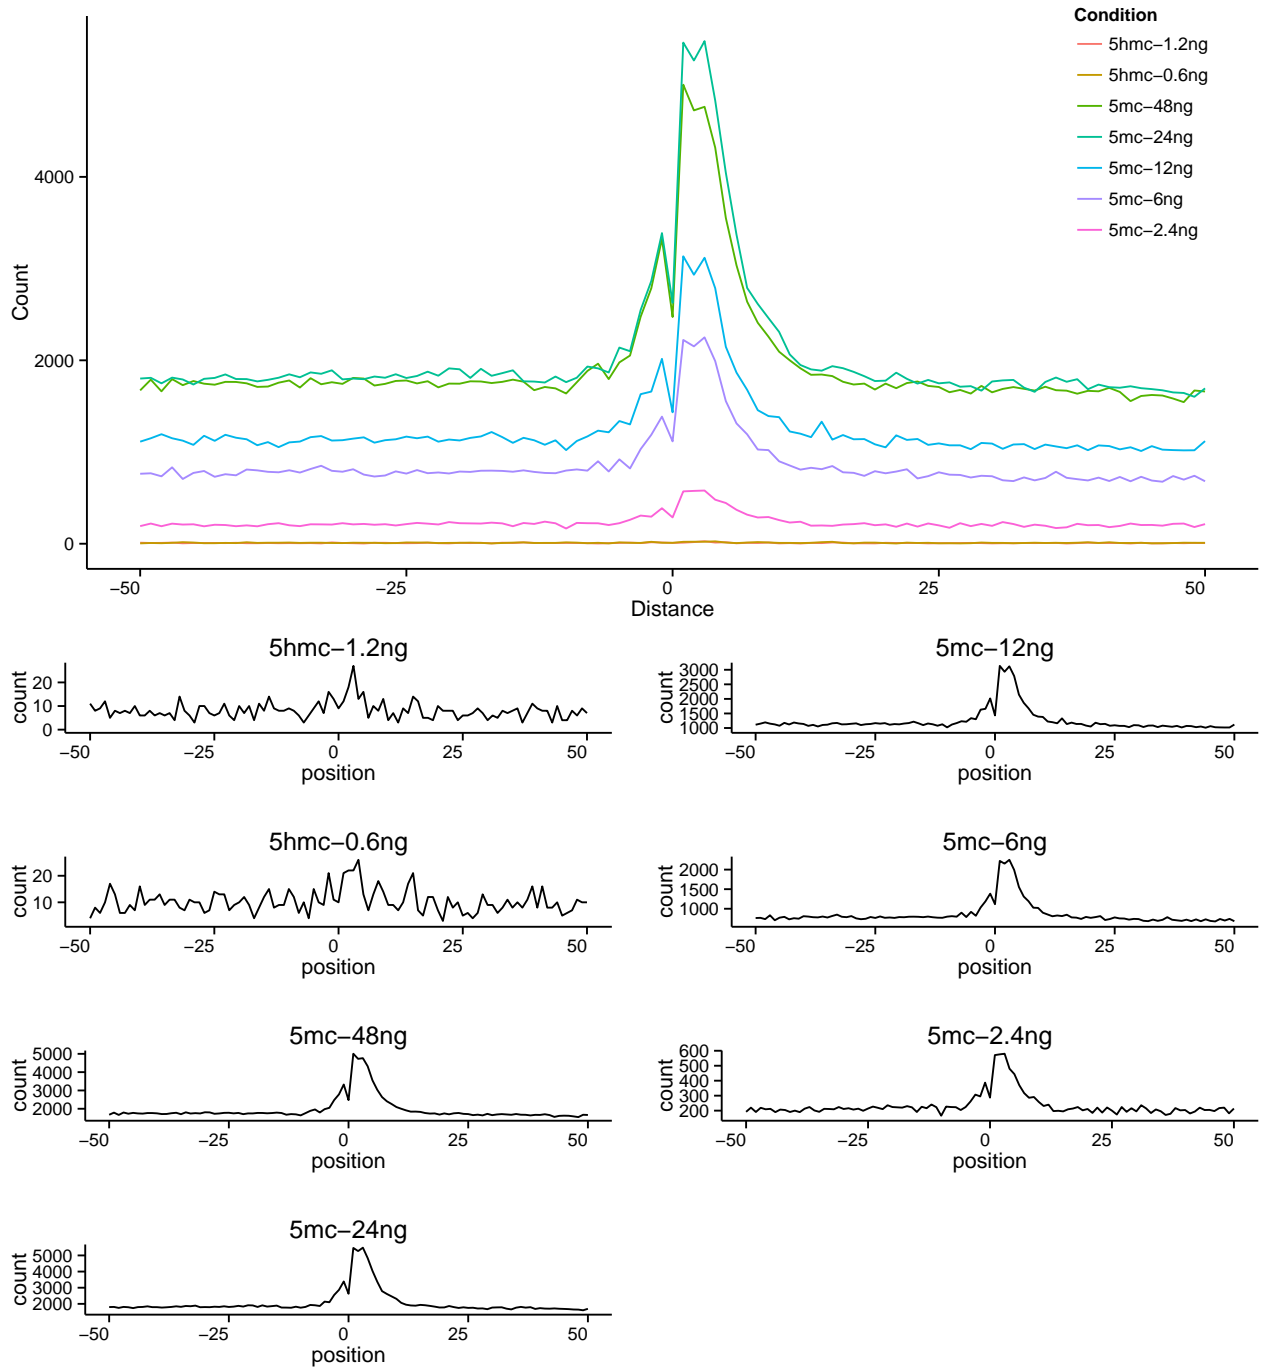 Condition
5hmc−1.2ng
5hmc−0.6ng
5mc−48ng
5mc−24ng
5mc−12ng
5mc−6ng
5mc−2.4ng
Count
4000
2000
0
−50
−25
0
25
50
Distance
5hmc−1.2ng
count
20
10
0
−50
−25
0
25
50
position
5mc−12ng
count
3000
2500
2000
1500
1000
−50
−25
0
25
50
position
5hmc−0.6ng
count
20
10
−50
−25
0
25
50
position
5mc−6ng
count
2000
1500
1000
−50
−25
0
25
50
position
5mc−48ng
count
5000
4000
3000
2000
−50
−25
0
25
50
position
5mc−2.4ng
count
600
500
400
300
200
−50
−25
0
25
50
position
5mc−24ng
count
5000
4000
3000
2000
−50
−25
0
25
50
position